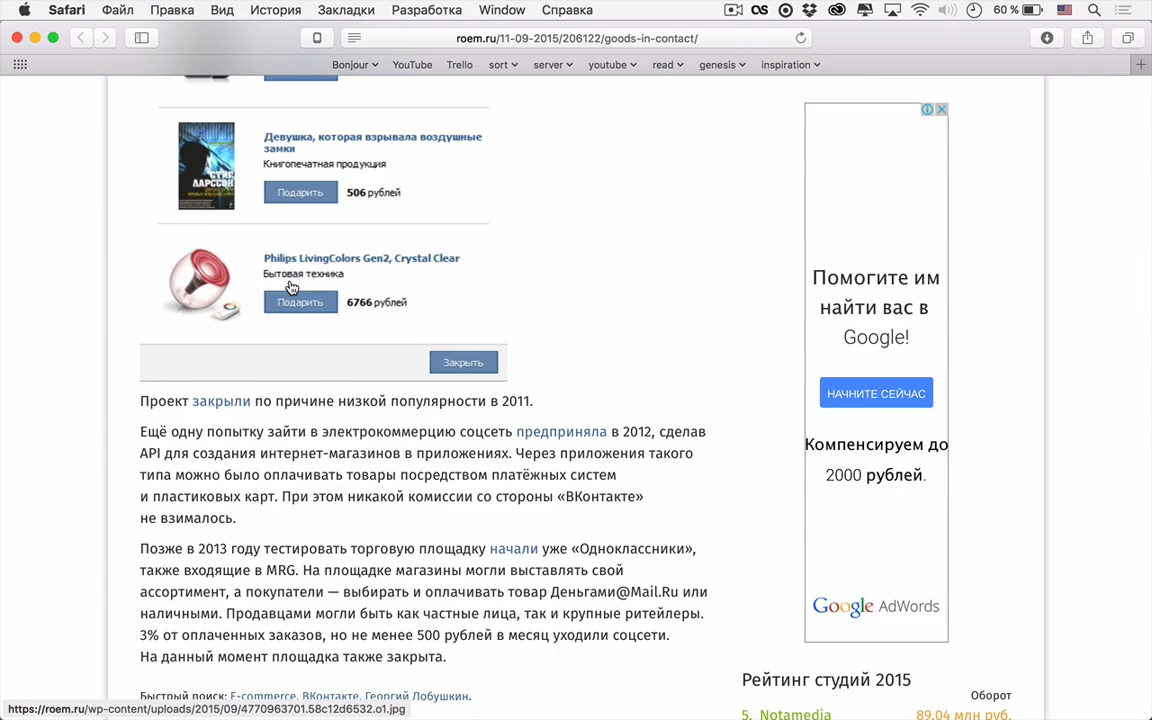 Safari Файл Правка Вид История Закладки Разработка Window Справка 60 %
roem.ru/11-09-2015/206122/goods-in-contact/
Bonjour YouTube Trello sort server youtube read genesis inspiration
Девушка, которая взрывала воздушные
замки
Книгопечатная продукция
Подарить 506 рублей
СТИГ
ЛАРССОН
Philips LivingColors Gen2, Crystal Clear
Бытовая техника
Подарить 6766 рублей
Закрыть
Проект закрыли по причине низкой популярности в 2011.
Ещё одну попытку зайти в электрокоммерцию соцсеть предприняла в 2012, сделав
API для создания интернет-магазинов в приложениях. Через приложения такого
типа можно было оплачивать товары посредством платёжных систем
и пластиковых карт. При этом никакой комиссии со стороны «ВКонтакте»
не взималось.
Позже в 2013 году тестировать торговую площадку начали уже «Одноклассники»,
также входящие в MRG. На площадке магазины могли выставлять свой
ассортимент, а покупатели — выбирать и оплачивать товар Деньгами@Mail.Ru или
наличными. Продавцами могли быть как частные лица, так и крупные ритейлеры.
3% от оплаченных заказов, но не менее 500 рублей в месяц уходили соцсети.
На данный момент площадка также закрыта.
Быстрый поиск: E-commerce, ВКонтакте, Георгий Лобушкин.
https://roem.ru/wp-content/uploads/2015/09/4770963701.58c12d6532.o1.jpg
Помогите им
найти вас в
Google!
НАЧНИТЕ СЕЙЧАС
Компенсируем до
2000 рублей.
Google AdWords
Рейтинг студий 2015
Оборот
5. Notamedia 89,04 млн руб.